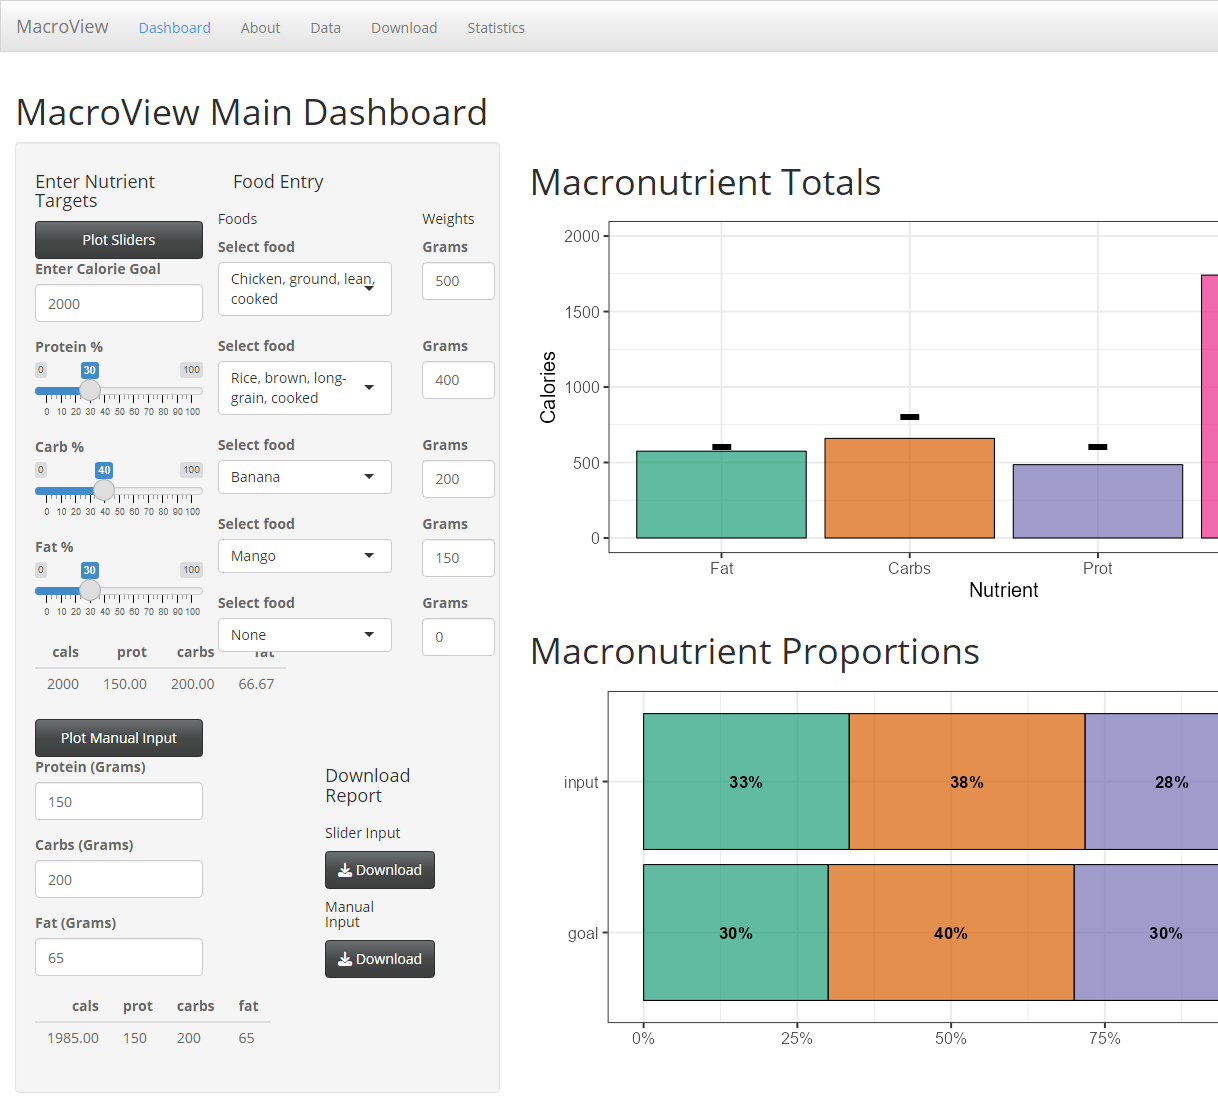 MacroView Dashboard About Data Download Statistics
MacroView Main Dashboard
Enter Nutrient
Targets
Plot Sliders
Enter Calorie Goal
2000
Protein %
0 30 100
0 10 20 30 40 50 60 70 80 90 100
Carb %
0 40 100
0 10 20 30 40 50 60 70 80 90 100
Fat %
0 30 100
0 10 20 30 40 50 60 70 80 90 100
cals prot carbs fat
2000 150.00 200.00 66.67
Plot Manual Input
Protein (Grams)
150
Carbs (Grams)
200
Fat (Grams)
65
cals prot carbs fat
1985.00 150 200 65
Food Entry
Foods Weights
Select food Grams
Chicken, ground, lean,
cooked
500
Select food Grams
Rice, brown, long-
grain, cooked
400
Select food Grams
Banana 200
Select food Grams
Mango 150
Select food Grams
None 0
Download
Report
Slider Input
Download
Manual
Input
Download
Macronutrient Totals
Calories
2000
1500
1000
500
0
Fat Carbs Prot
Nutrient
Macronutrient Proportions
input 33% 38% 28%
goal 30% 40% 30%
0% 25% 50% 75%